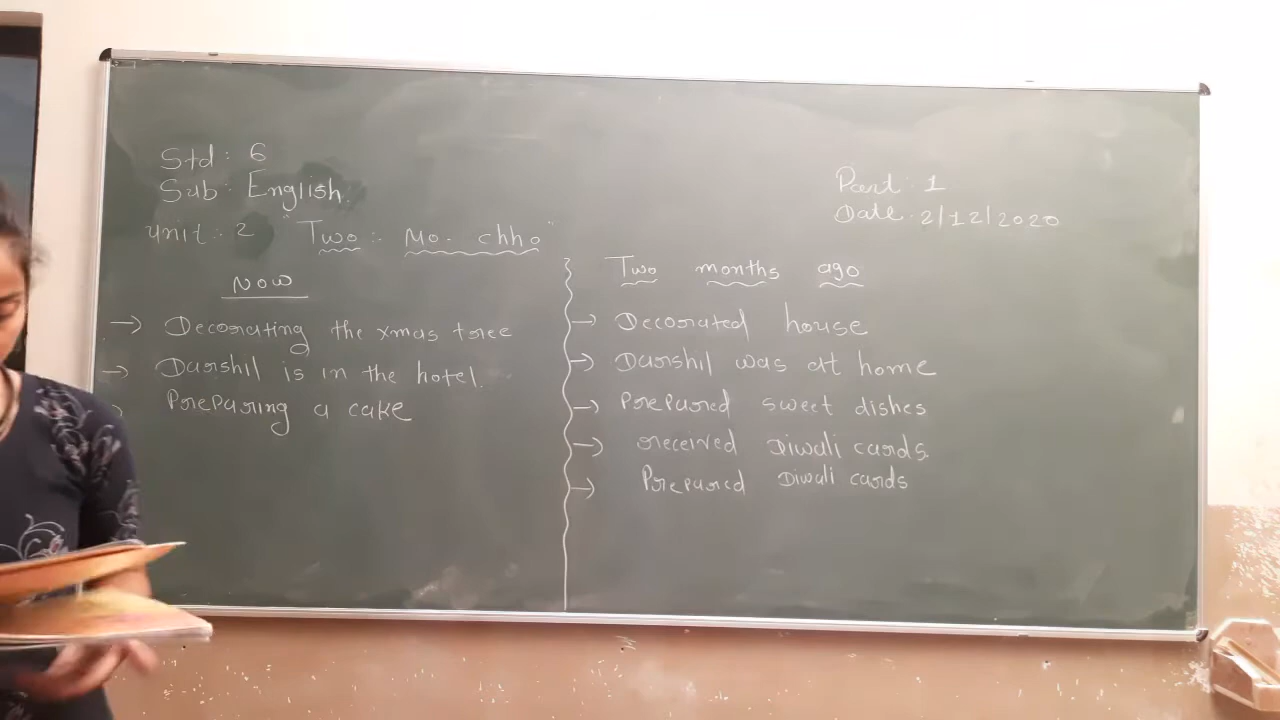 Std : 6
Sub : English.
Unit : 2 "Two : Mo. chho"
Part : 1
Date : 2/12/2020
Now
→ Decorating the xmas tree
→ Darshil is in the hotel.
→ Preparing a cake
Two months ago
→ Decorated house
→ Darshil was at home
→ Prepared sweet dishes
→ received Diwali cards.
→ Prepared Diwali cards